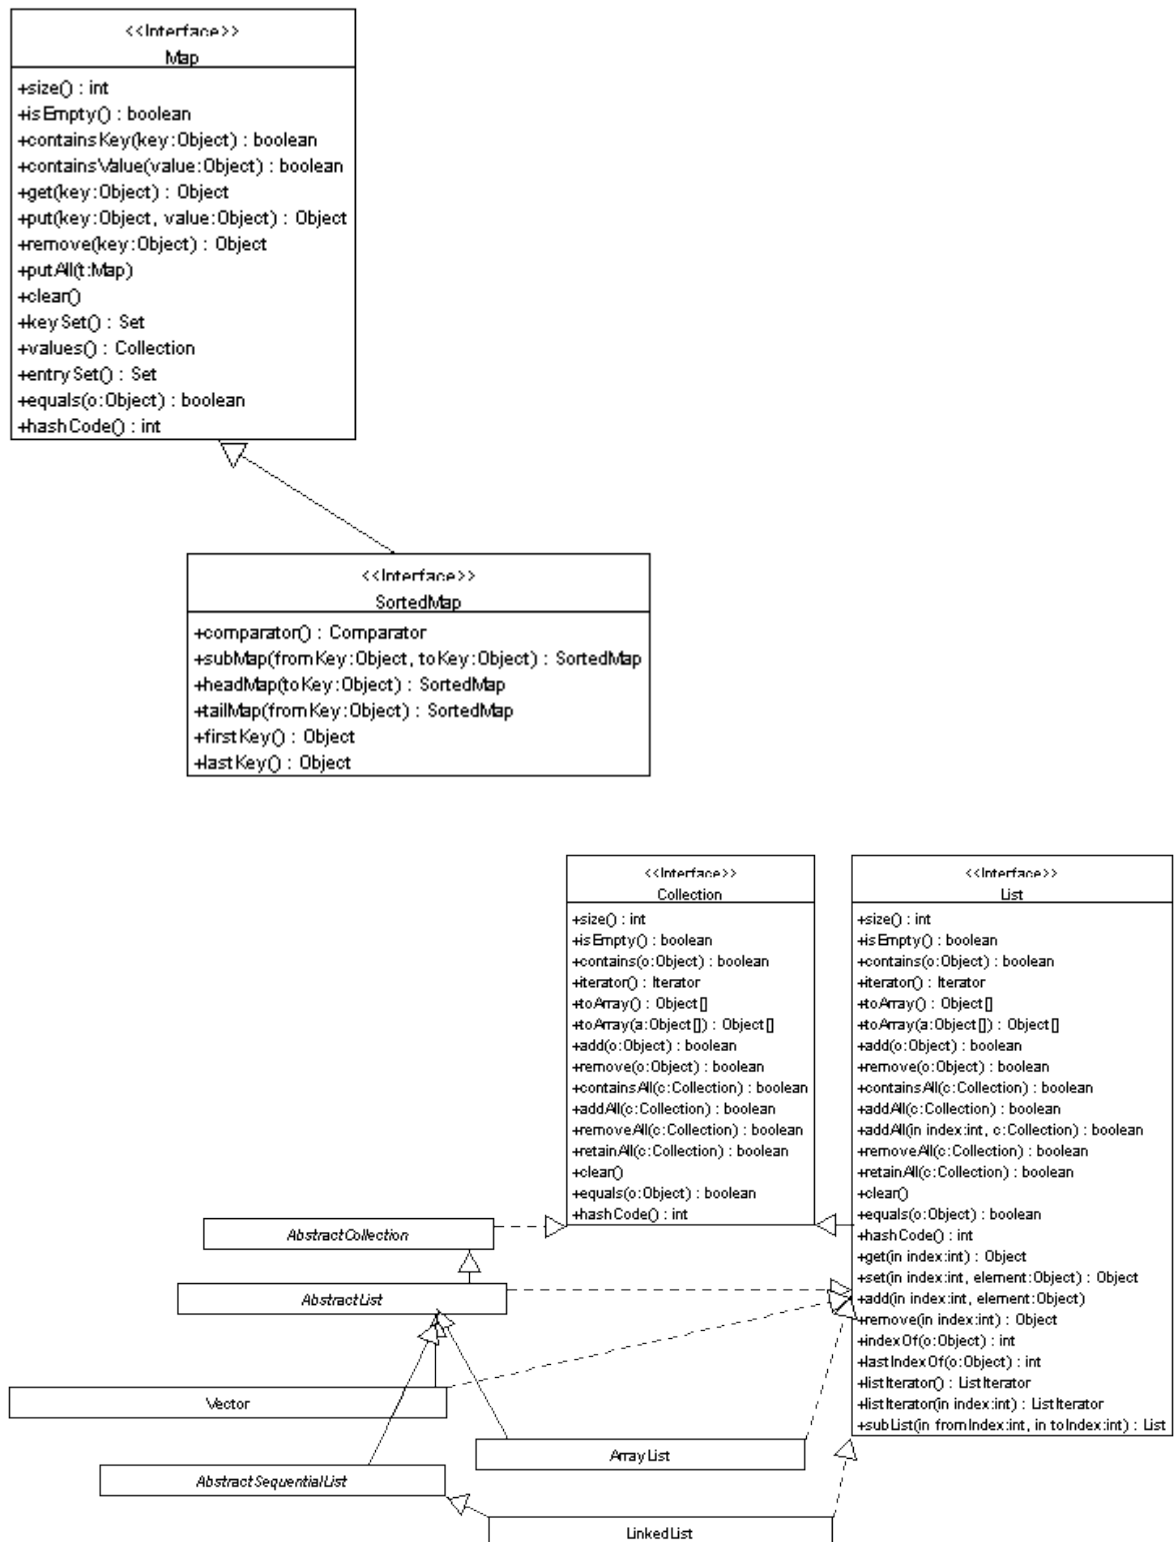 <<Interface>>
Map
+size() : int
+isEmpty() : boolean
+containsKey(key:Object) : boolean
+containsValue(value:Object) : boolean
+get(key:Object) : Object
+put(key:Object, value:Object) : Object
+remove(key:Object) : Object
+putAll(t:Map)
+clear()
+keySet() : Set
+values() : Collection
+entrySet() : Set
+equals(o:Object) : boolean
+hashCode() : int
<<Interface>>
SortedMap
+comparator() : Comparator
+subMap(fromKey:Object, toKey:Object) : SortedMap
+headMap(toKey:Object) : SortedMap
+tailMap(fromKey:Object) : SortedMap
+firstKey() : Object
+lastKey() : Object
<<Interface>>
Collection
+size() : int
+isEmpty() : boolean
+contains(o:Object) : boolean
+iterator() : Iterator
+toArray() : Object[]
+toArray(a:Object[]) : Object[]
+add(o:Object) : boolean
+remove(o:Object) : boolean
+containsAll(c:Collection) : boolean
+addAll(c:Collection) : boolean
+removeAll(c:Collection) : boolean
+retainAll(c:Collection) : boolean
+clear()
+equals(o:Object) : boolean
+hashCode() : int
<<Interface>>
List
+size() : int
+isEmpty() : boolean
+contains(o:Object) : boolean
+iterator() : Iterator
+toArray() : Object[]
+toArray(a:Object[]) : Object[]
+add(o:Object) : boolean
+remove(o:Object) : boolean
+containsAll(c:Collection) : boolean
+addAll(c:Collection) : boolean
+addAll(in index:int, c:Collection) : boolean
+removeAll(c:Collection) : boolean
+retainAll(c:Collection) : boolean
+clear()
+equals(o:Object) : boolean
+hashCode() : int
+get(in index:int) : Object
+set(in index:int, element:Object) : Object
+add(in index:int, element:Object)
+remove(in index:int) : Object
+indexOf(o:Object) : int
+lastIndexOf(o:Object) : int
+listIterator() : ListIterator
+listIterator(in index:int) : ListIterator
+subList(in fromIndex:int, in toIndex:int) : List
AbstractCollection
AbstractList
Vector
ArrayList
AbstractSequentialList
LinkedList